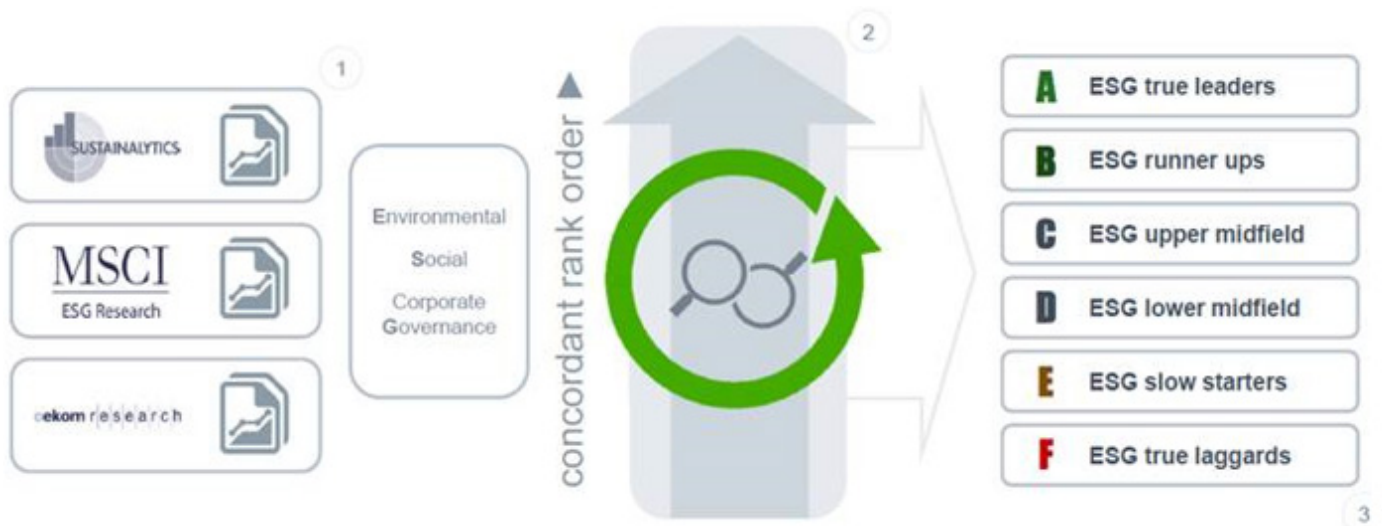 1
SUSTAINALYTICS
MSCI
ESG Research
oekom research
Environmental
Social
Corporate
Governance
concordant rank order
2
A ESG true leaders
B ESG runner ups
C ESG upper midfield
D ESG lower midfield
E ESG slow starters
F ESG true laggards
3